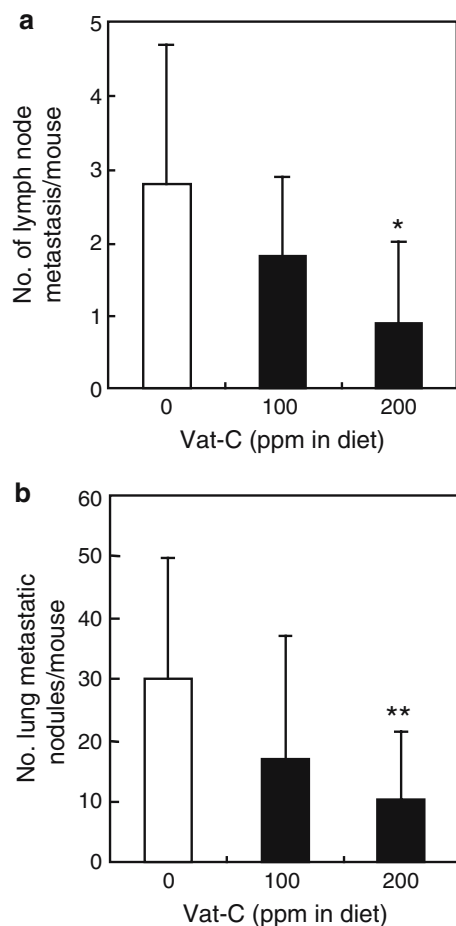 a
No. of lymph node
metastasis/mouse
5
4
3
2
1
0
*
0 100 200
Vat-C (ppm in diet)
b
No. lung metastatic
nodules/mouse
60
50
40
30
20
10
0
**
0 100 200
Vat-C (ppm in diet)